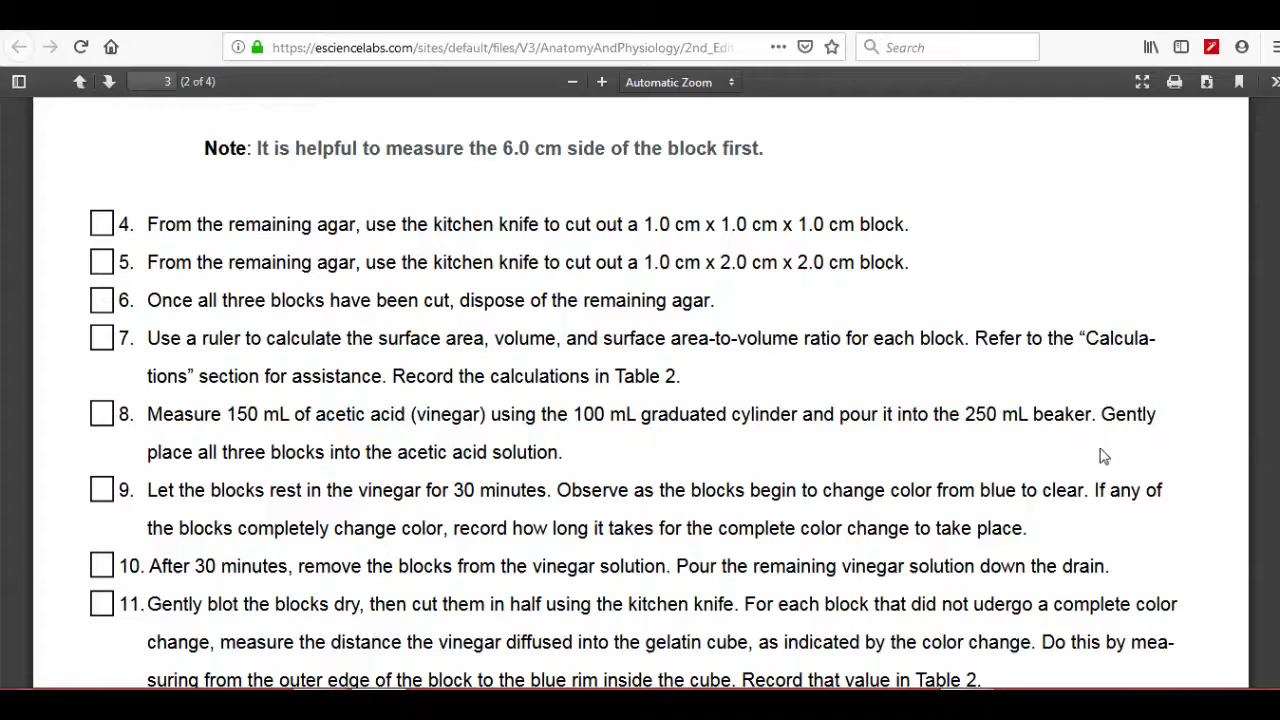 https://esciencelabs.com/sites/default/files/V3/AnatomyAndPhysiology/2nd_Edit
Search
3 (2 of 4)
Automatic Zoom
Note: It is helpful to measure the 6.0 cm side of the block first.
4. From the remaining agar, use the kitchen knife to cut out a 1.0 cm x 1.0 cm x 1.0 cm block.
5. From the remaining agar, use the kitchen knife to cut out a 1.0 cm x 2.0 cm x 2.0 cm block.
6. Once all three blocks have been cut, dispose of the remaining agar.
7. Use a ruler to calculate the surface area, volume, and surface area-to-volume ratio for each block. Refer to the “Calcula-
tions” section for assistance. Record the calculations in Table 2.
8. Measure 150 mL of acetic acid (vinegar) using the 100 mL graduated cylinder and pour it into the 250 mL beaker. Gently
place all three blocks into the acetic acid solution.
9. Let the blocks rest in the vinegar for 30 minutes. Observe as the blocks begin to change color from blue to clear. If any of
the blocks completely change color, record how long it takes for the complete color change to take place.
10. After 30 minutes, remove the blocks from the vinegar solution. Pour the remaining vinegar solution down the drain.
11. Gently blot the blocks dry, then cut them in half using the kitchen knife. For each block that did not udergo a complete color
change, measure the distance the vinegar diffused into the gelatin cube, as indicated by the color change. Do this by mea-
suring from the outer edge of the block to the blue rim inside the cube. Record that value in Table 2.